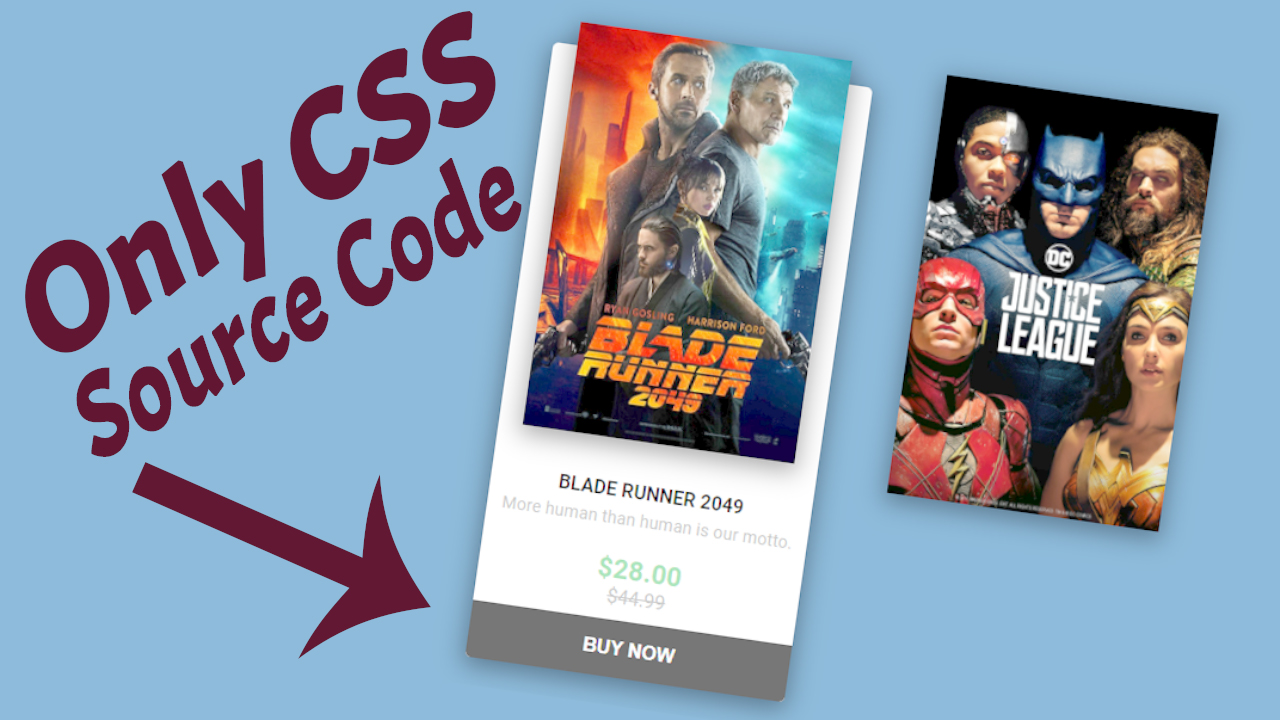 Only CSS
Source Code
RYAN GOSLING HARRISON FORD
BLADE
RUNNER
2049
BLADE RUNNER 2049
More human than human is our motto.
$28.00
$44.99
BUY NOW
DC
JUSTICE
LEAGUE